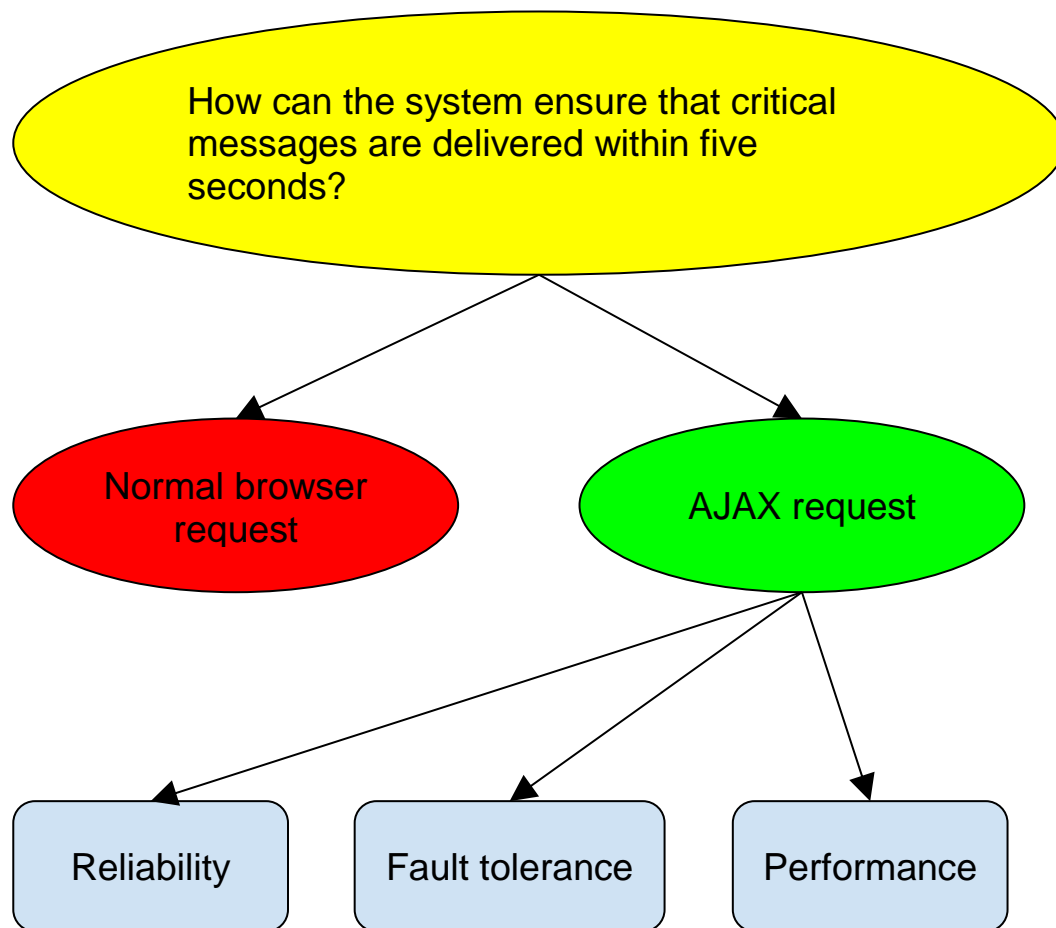 How can the system ensure that critical
messages are delivered within five
seconds?
Normal browser
request
AJAX request
Reliability
Fault tolerance
Performance